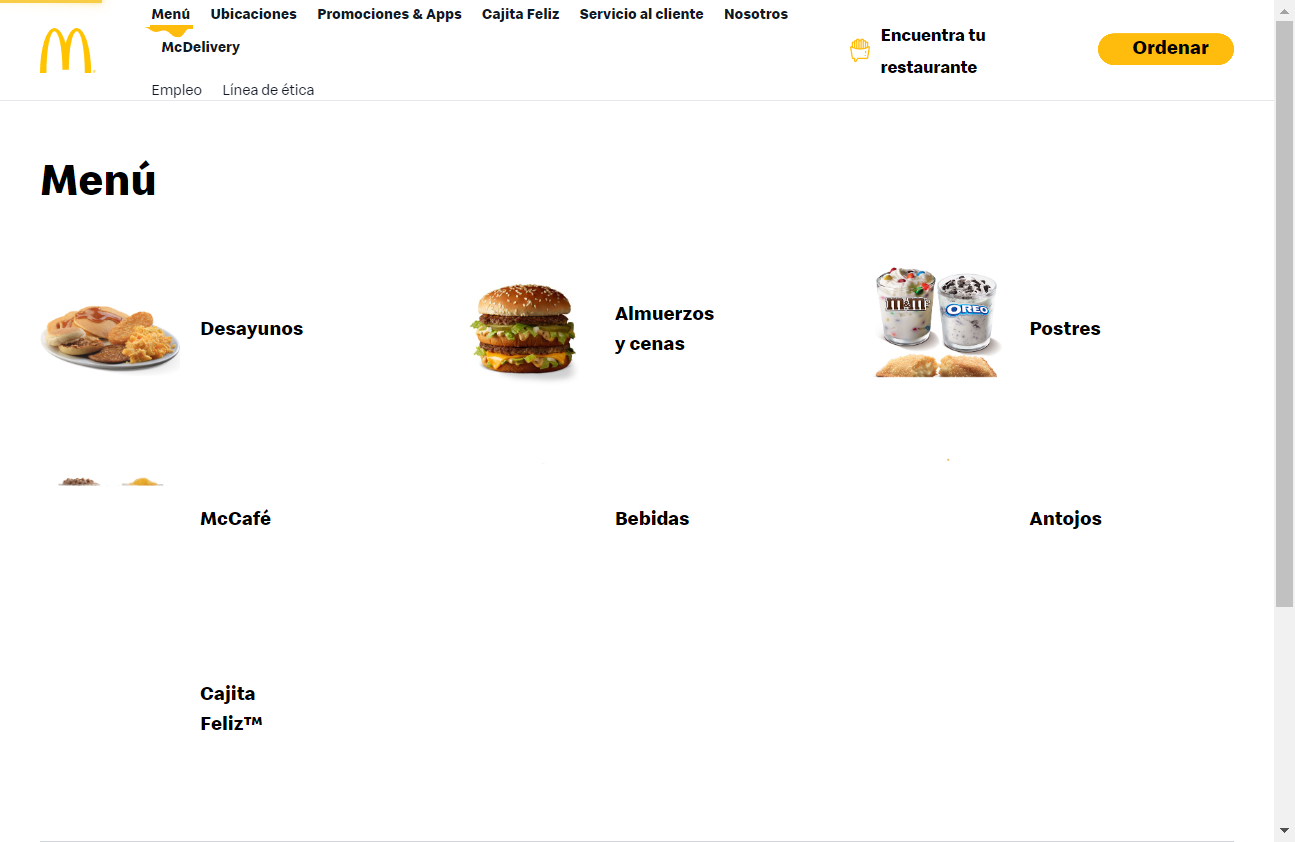 Menú Ubicaciones Promociones & Apps Cajita Feliz Servicio al cliente Nosotros
McDelivery
Empleo Línea de ética
Encuentra tu
restaurante
Ordenar
Menú
Desayunos
Almuerzos
y cenas
m&m's
OREO
Postres
McCafé
Bebidas
Antojos
Cajita
Feliz™